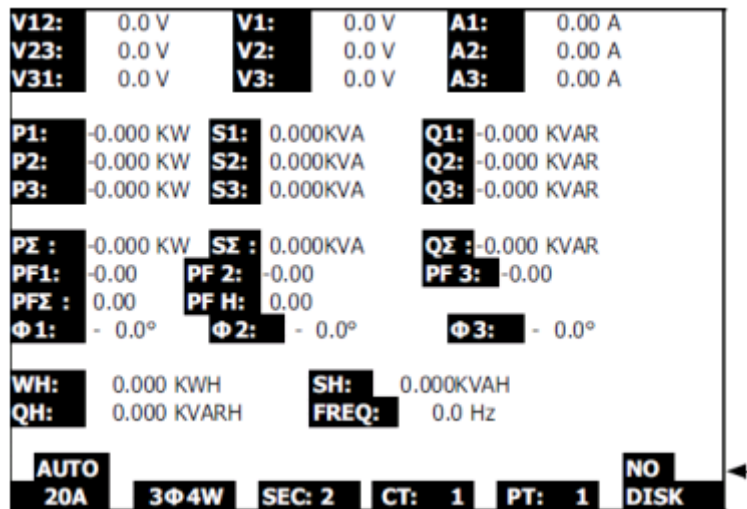 V12: 0.0 V V1: 0.0 V A1: 0.00 A
V23: 0.0 V V2: 0.0 V A2: 0.00 A
V31: 0.0 V V3: 0.0 V A3: 0.00 A
P1: -0.000 KW S1: 0.000KVA Q1: -0.000 KVAR
P2: -0.000 KW S2: 0.000KVA Q2: -0.000 KVAR
P3: -0.000 KW S3: 0.000KVA Q3: -0.000 KVAR
PΣ : -0.000 KW SΣ : 0.000KVA QΣ :-0.000 KVAR
PF1: -0.00 PF 2: -0.00 PF 3: -0.00
PFΣ : 0.00 PF H: 0.00
Φ1: - 0.0° Φ2: - 0.0° Φ3: - 0.0°
WH: 0.000 KWH SH: 0.000KVAH
QH: 0.000 KVARH FREQ: 0.0 Hz
AUTO NO
20A 3Φ4W SEC: 2 CT: 1 PT: 1 DISK